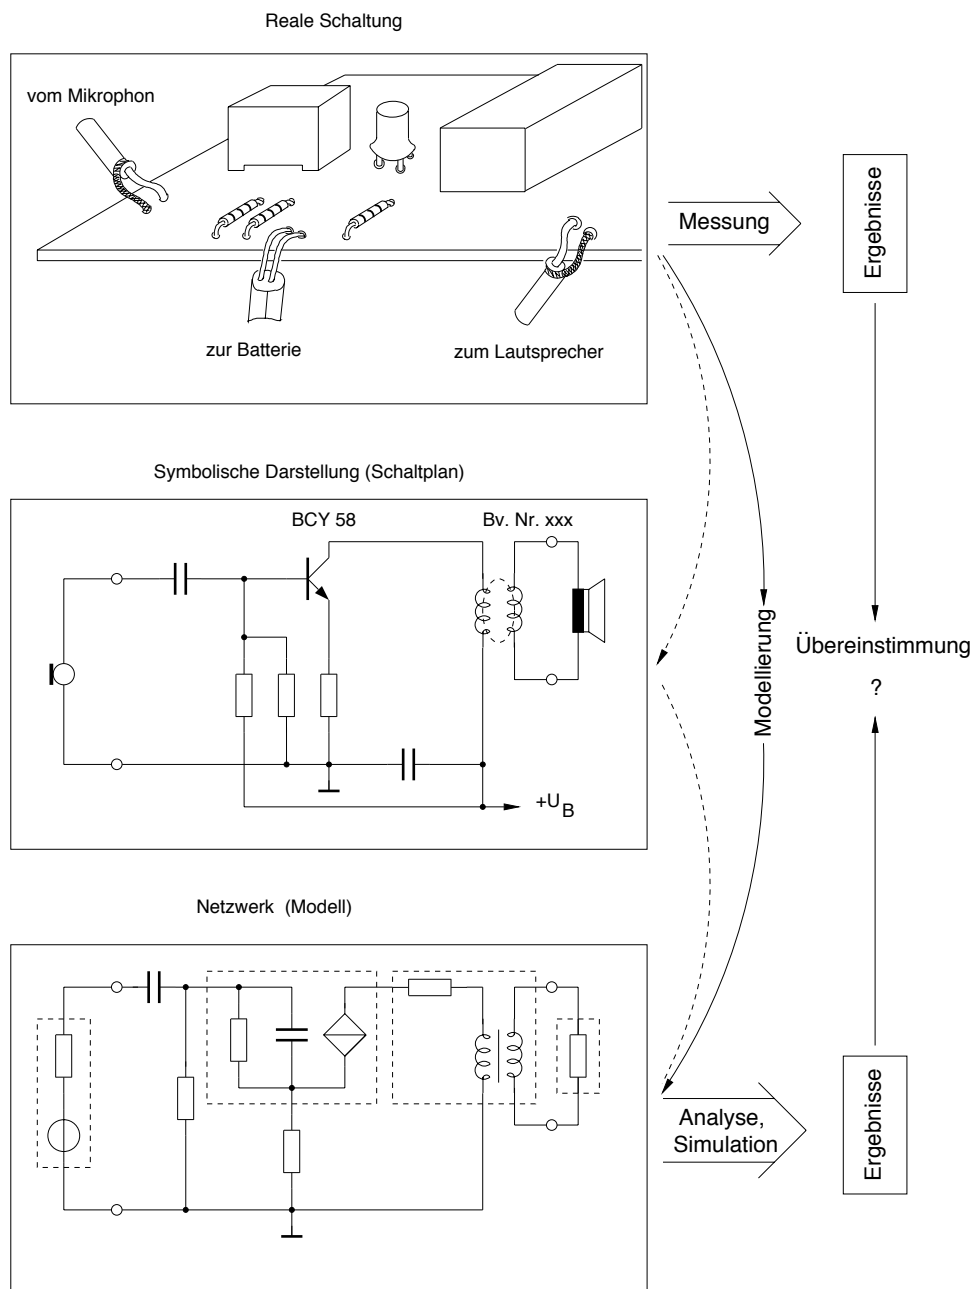 Reale Schaltung
vom Mikrophon
zur Batterie
zum Lautsprecher
Messung
Ergebnisse
Symbolische Darstellung (Schaltplan)
BCY 58
Bv. Nr. xxx
+U_B
Modellierung
Übereinstimmung
?
Netzwerk (Modell)
Analyse,
Simulation
Ergebnisse